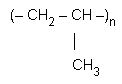 (– CH₂ – CH –)ₙ
|
CH₃